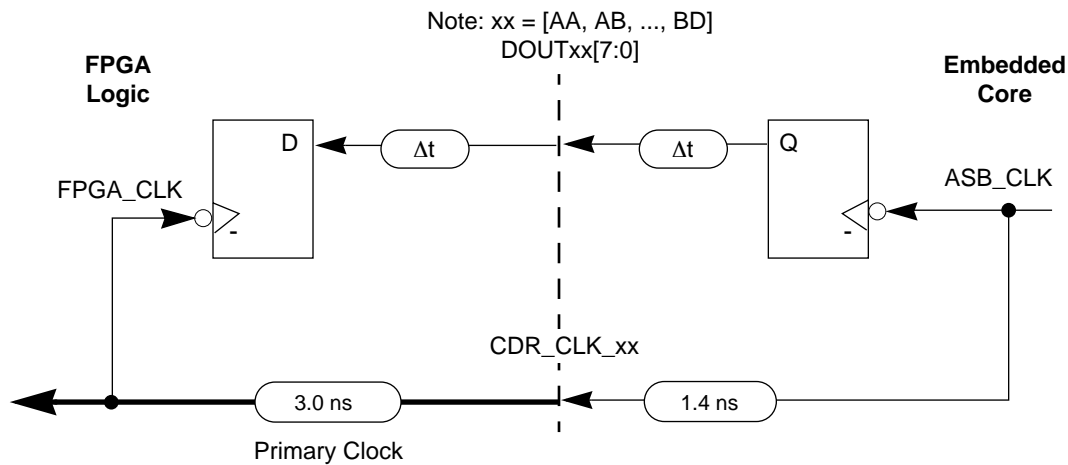 Note: xx = [AA, AB, ..., BD]
DOUTxx[7:0]
FPGA
Logic
Embedded
Core
D
Δt
Δt
Q
FPGA_CLK
ASB_CLK
-
-
CDR_CLK_xx
3.0 ns
1.4 ns
Primary Clock